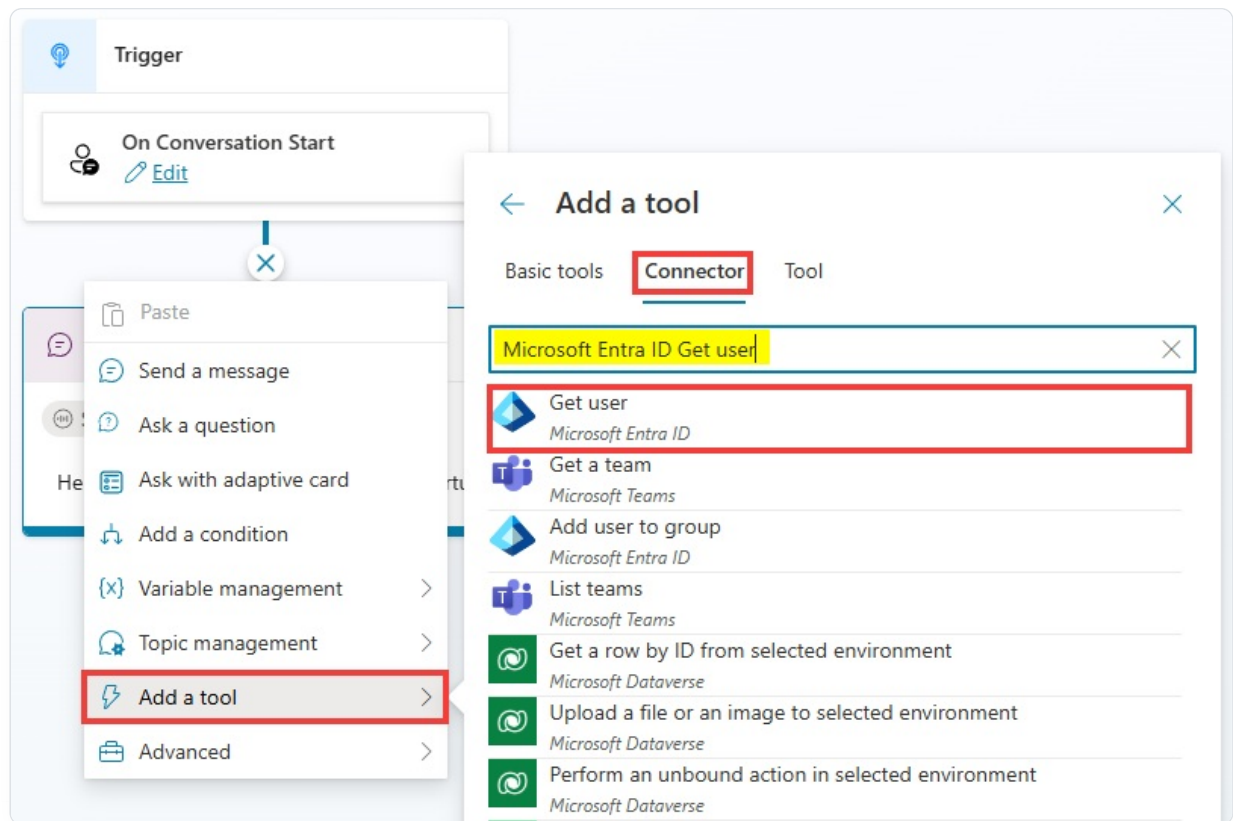 Trigger
On Conversation Start
Edit
Paste
Send a message
Ask a question
Ask with adaptive card
Add a condition
{x} Variable management
Topic management
Add a tool
Advanced
He
Add a tool
Basic tools Connector Tool
Microsoft Entra ID Get user
Get user
Microsoft Entra ID
Get a team
Microsoft Teams
Add user to group
Microsoft Entra ID
List teams
Microsoft Teams
Get a row by ID from selected environment
Microsoft Dataverse
Upload a file or an image to selected environment
Microsoft Dataverse
Perform an unbound action in selected environment
Microsoft Dataverse